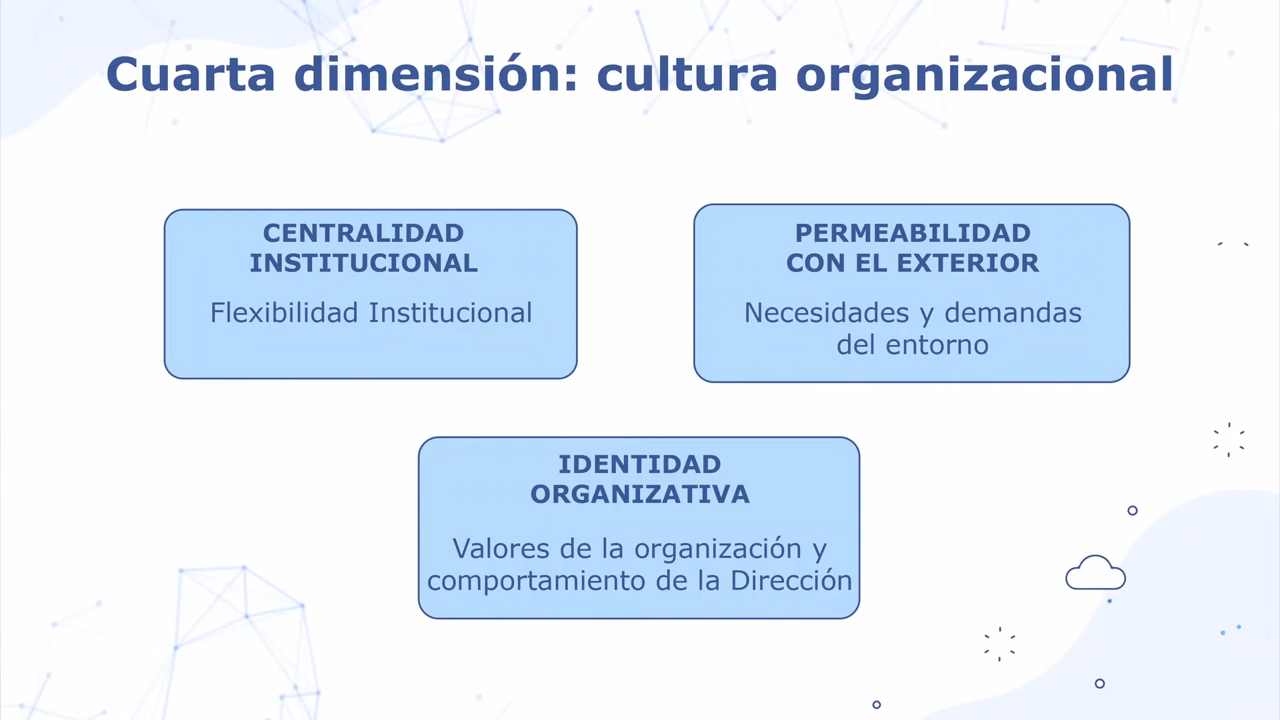 Cuarta dimensión: cultura organizacional
CENTRALIDAD
INSTITUCIONAL
Flexibilidad Institucional
PERMEABILIDAD
CON EL EXTERIOR
Necesidades y demandas
del entorno
IDENTIDAD
ORGANIZATIVA
Valores de la organización y
comportamiento de la Dirección